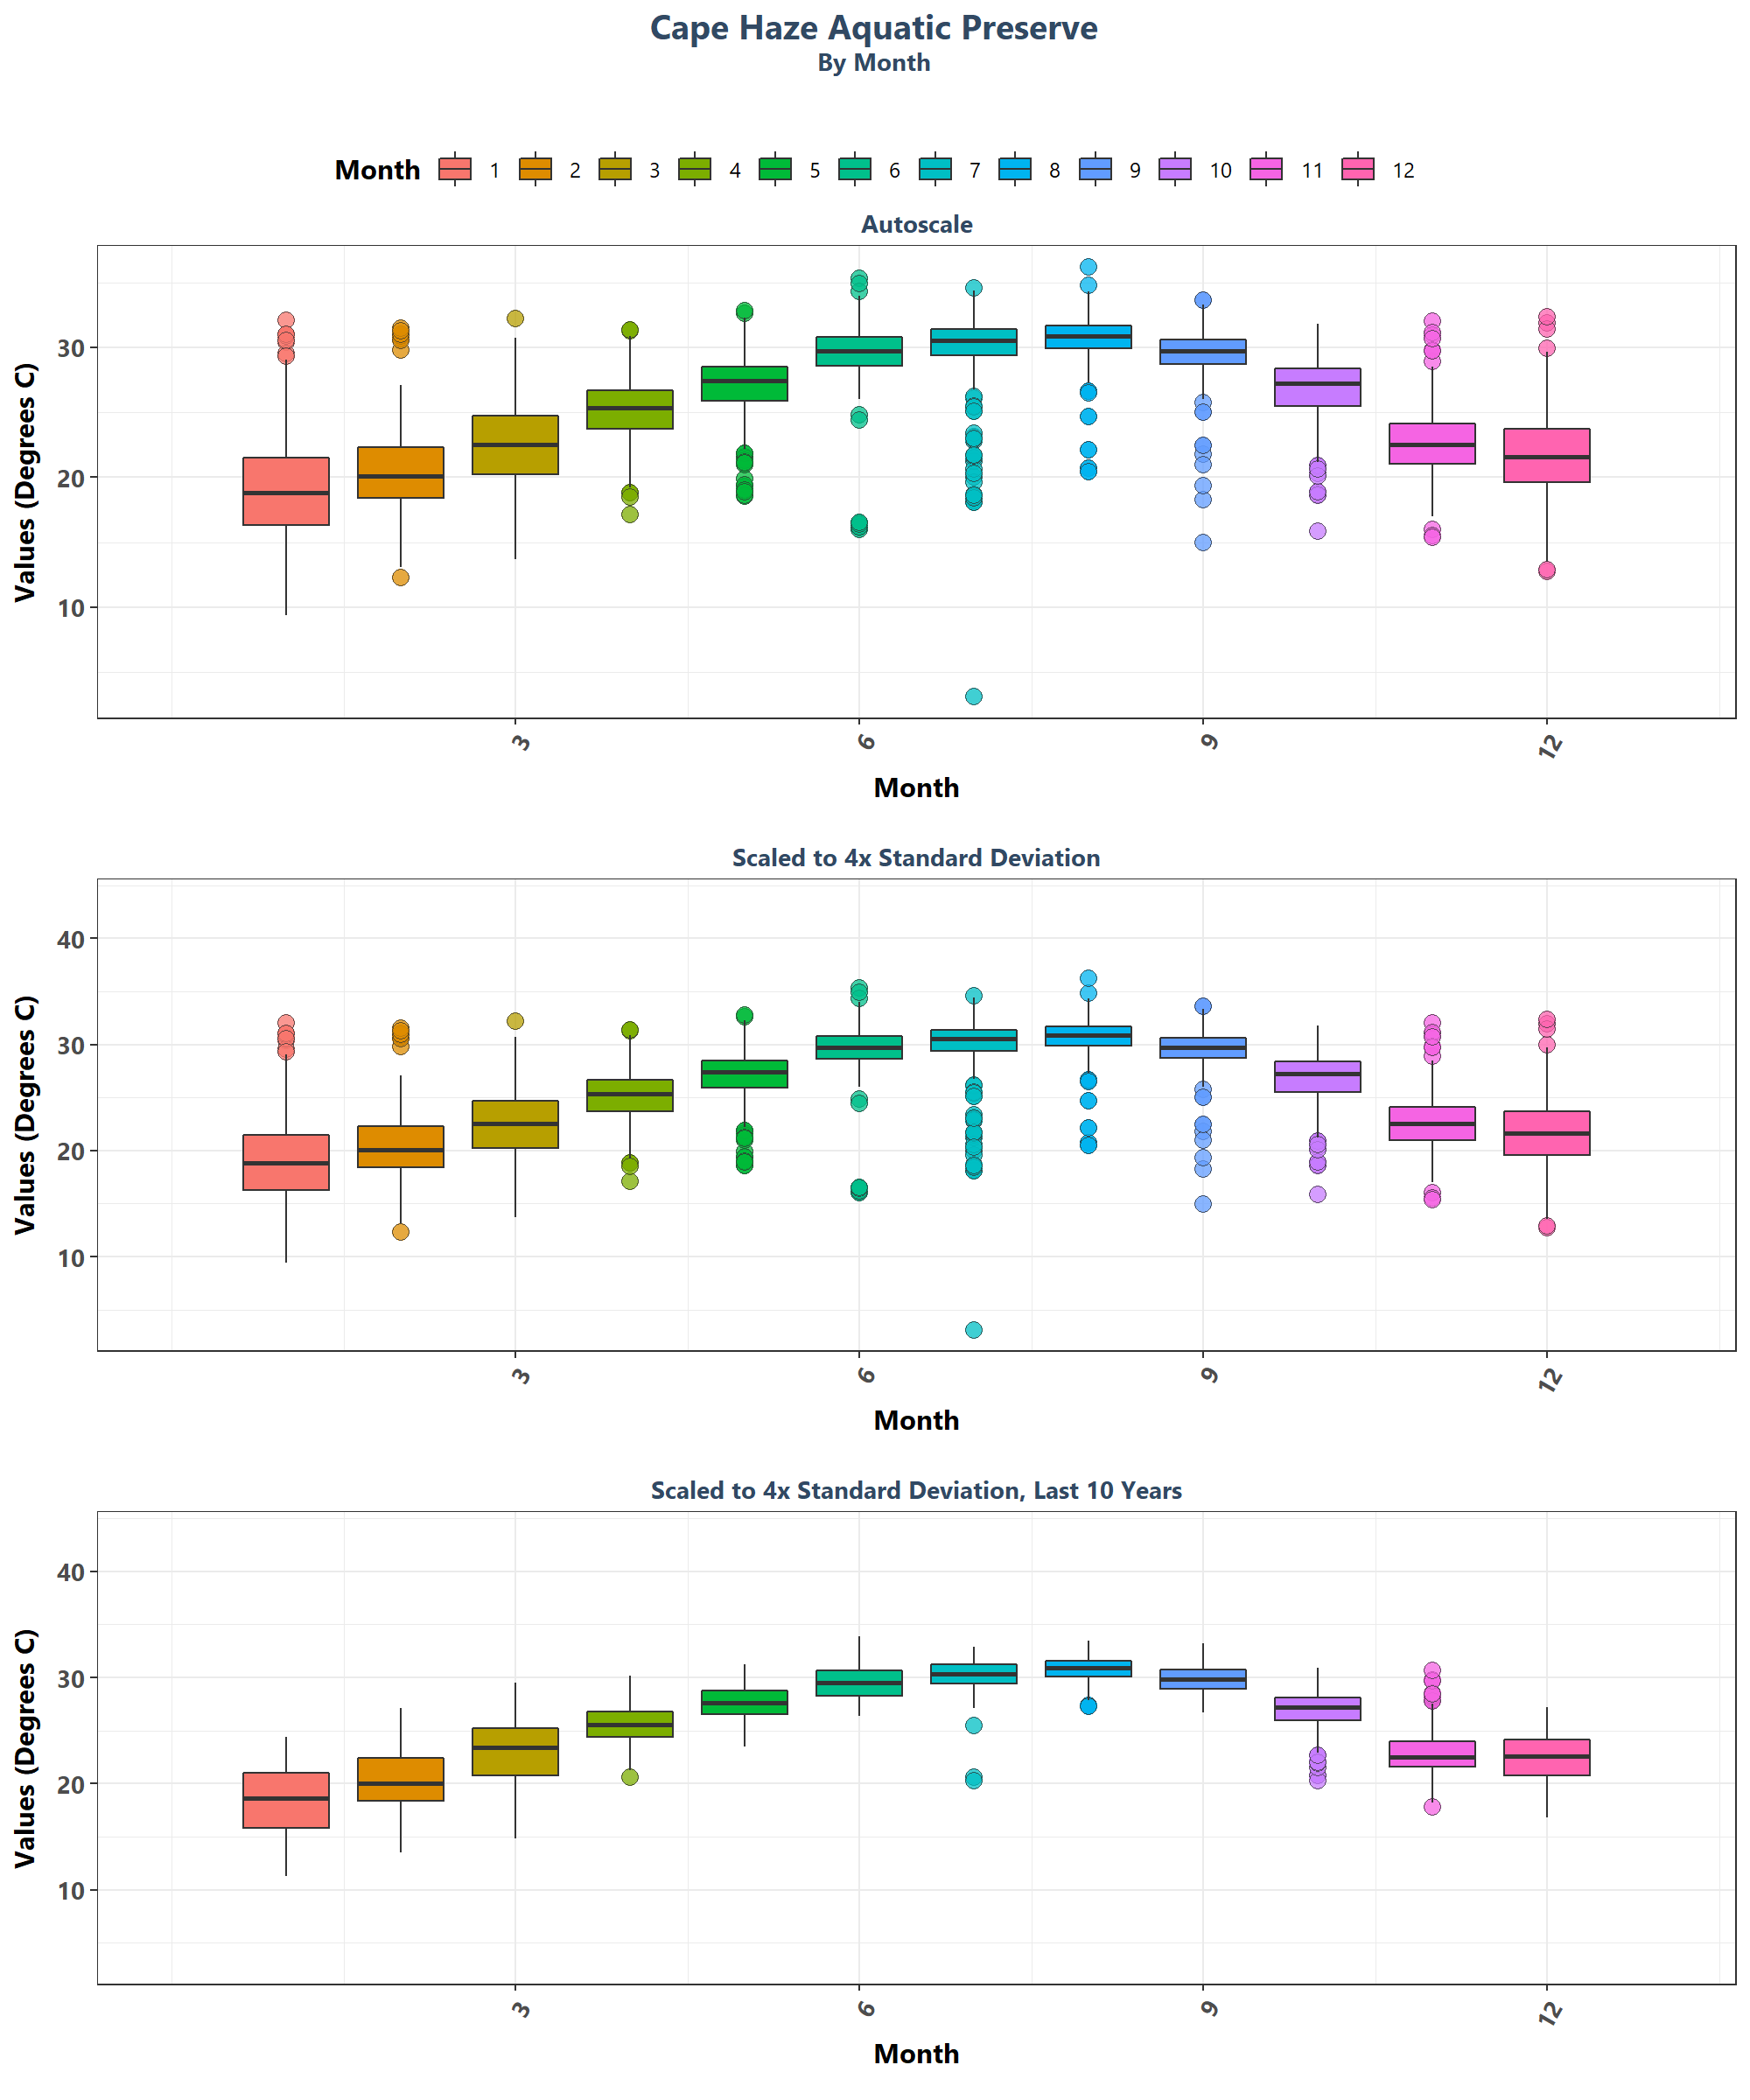 Cape Haze Aquatic Preserve
By Month
Month 1 2 3 4 5 6 7 8 9 10 11 12
Autoscale
Values (Degrees C)
30
20
10
3 6 9 12
Month
Scaled to 4x Standard Deviation
Values (Degrees C)
40
30
20
10
3 6 9 12
Month
Scaled to 4x Standard Deviation, Last 10 Years
Values (Degrees C)
40
30
20
10
3 6 9 12
Month